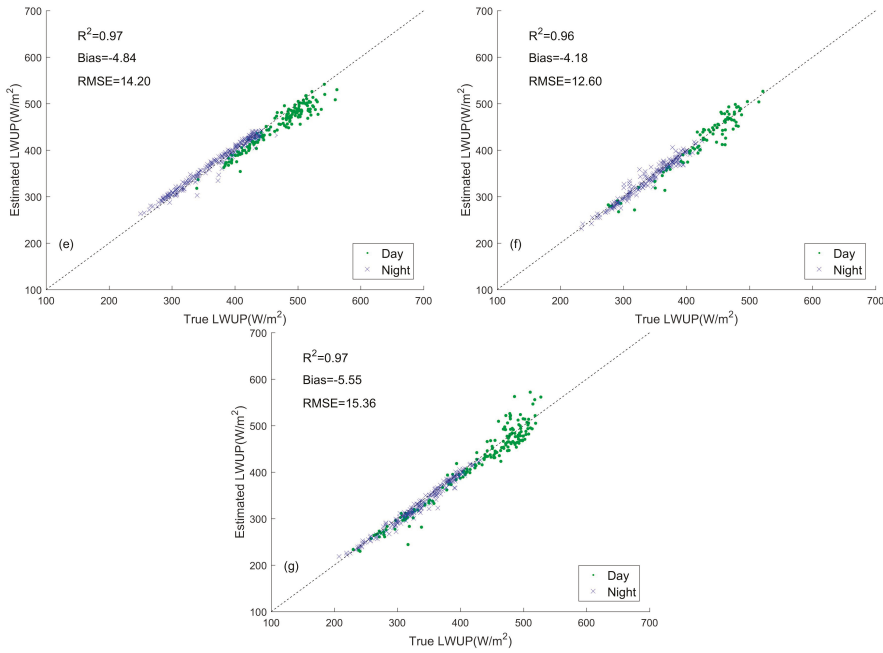 700
600
500
400
300
200
100
Estimated LWUP(W/m²)
R²=0.97
Bias=-4.84
RMSE=14.20
(e)
Day
Night
100 200 300 400 500 600 700
True LWUP(W/m²)
700
600
500
400
300
200
100
Estimated LWUP(W/m²)
R²=0.96
Bias=-4.18
RMSE=12.60
(f)
Day
Night
100 200 300 400 500 600 700
True LWUP(W/m²)
700
600
500
400
300
200
100
Estimated LWUP(W/m²)
R²=0.97
Bias=-5.55
RMSE=15.36
(g)
Day
Night
100 200 300 400 500 600 700
True LWUP(W/m²)